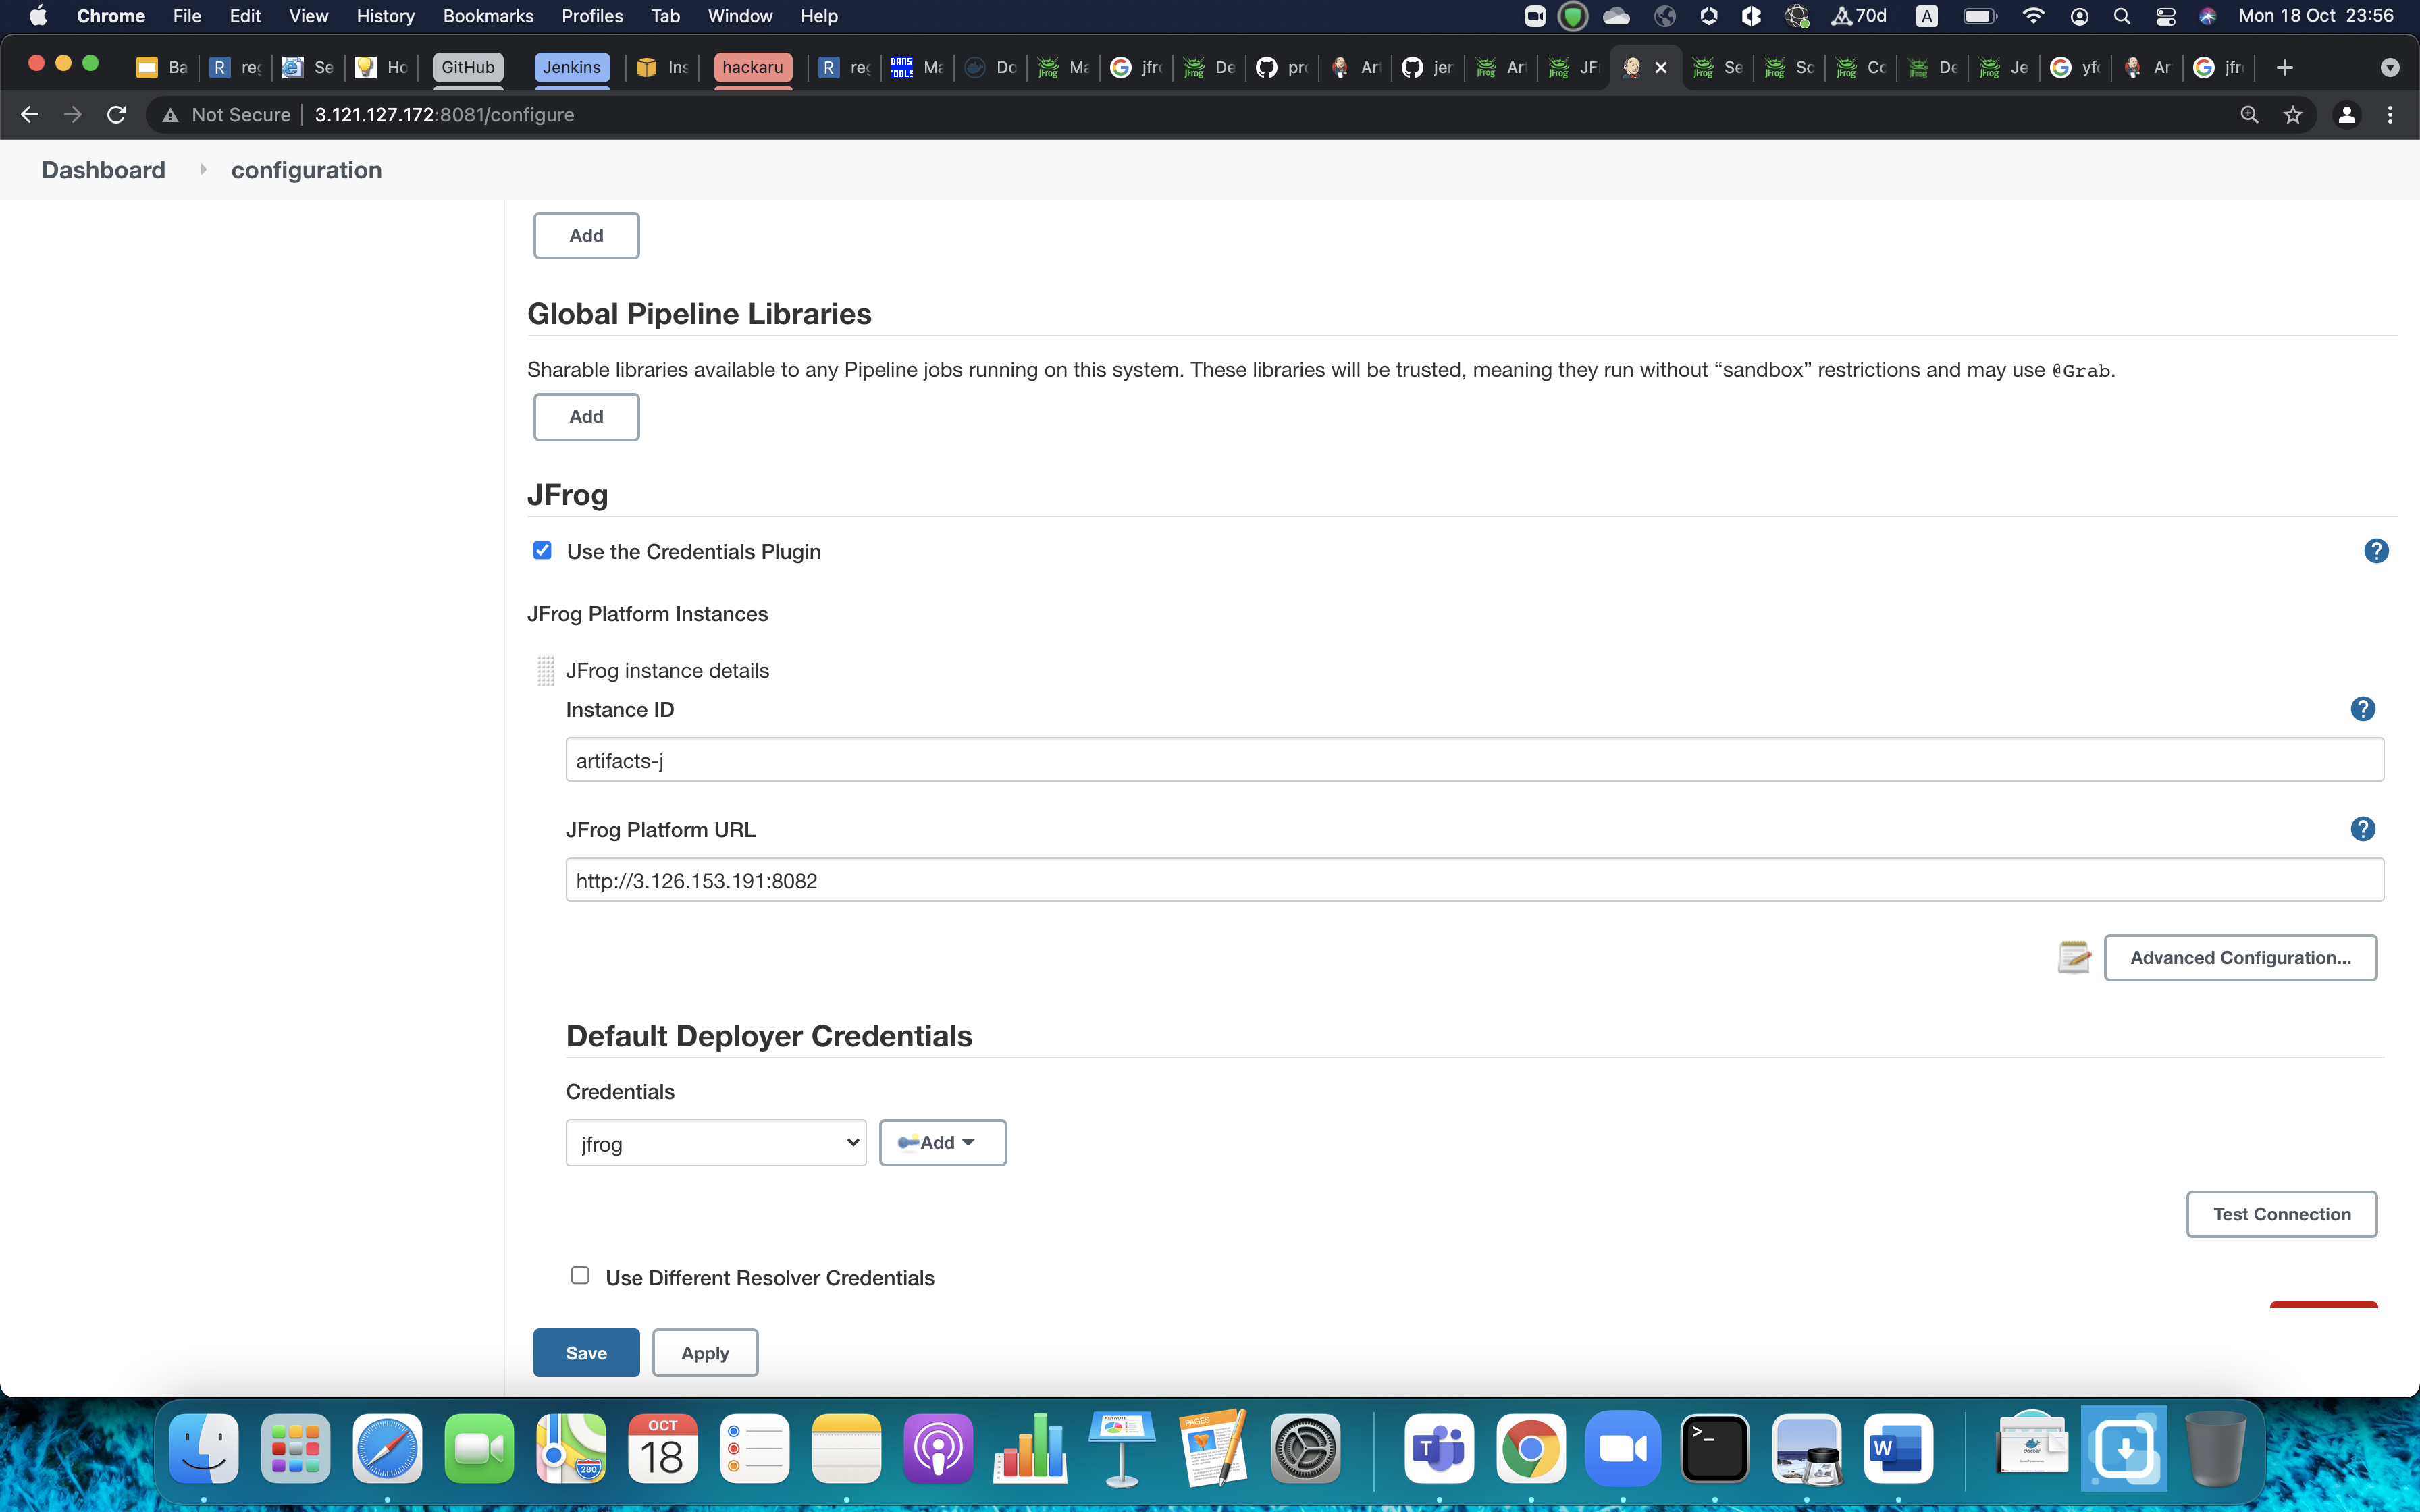 Chrome File Edit View History Bookmarks Profiles Tab Window Help 70d A Mon 18 Oct 23:56
Ba R reg Se Ho GitHub Jenkins Ins hackaru R reg Ma Do Ma jfr De pro Ar jer Ar JF Se Sc Co De Je yfo Ar jfr
Not Secure 3.121.127.172:8081/configure
Dashboard configuration
Add
Global Pipeline Libraries
Sharable libraries available to any Pipeline jobs running on this system. These libraries will be trusted, meaning they run without “sandbox” restrictions and may use @Grab.
Add
JFrog
Use the Credentials Plugin
JFrog Platform Instances
JFrog instance details
Instance ID
artifacts-j
JFrog Platform URL
http://3.126.153.191:8082
Advanced Configuration...
Default Deployer Credentials
Credentials
jfrog Add
Test Connection
Use Different Resolver Credentials
Save Apply
OCT
18
280
PAGES
T
W